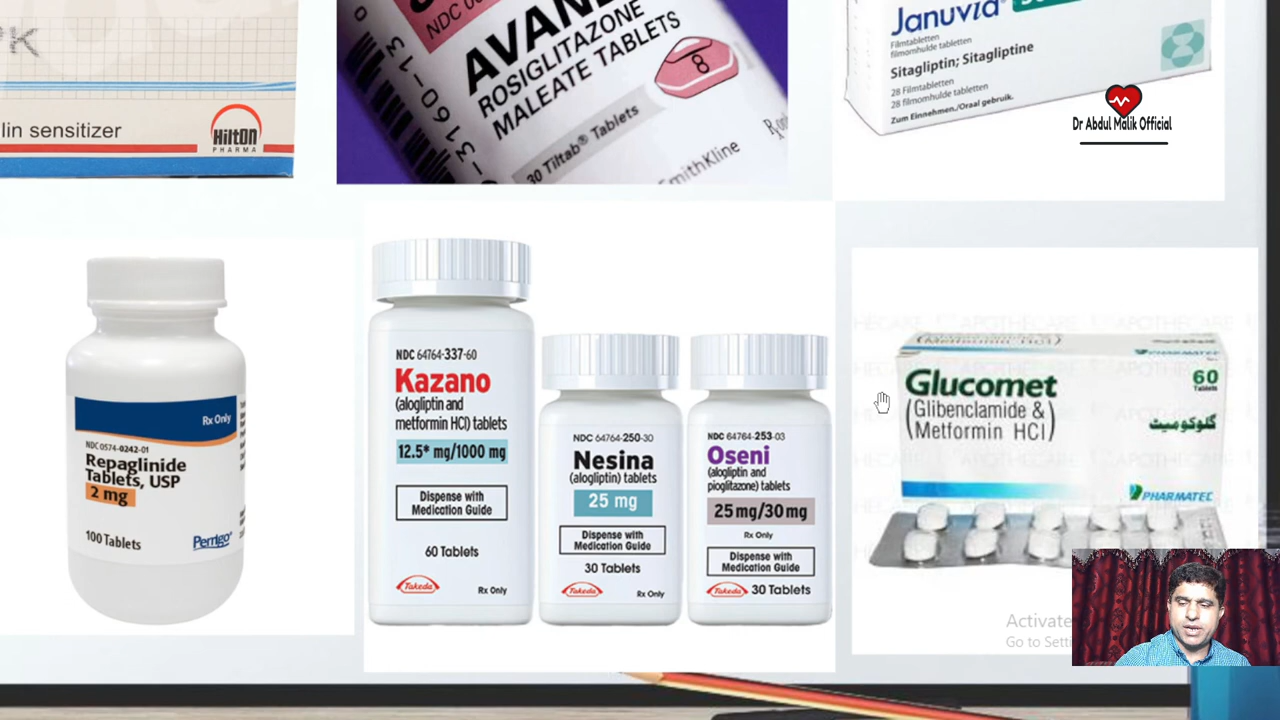 lin sensitizer
HILTON
PHARMA
ROSIGLITAZONE
MALEATE TABLETS
8
30 Tiltab® Tablets
Januvia®
Filmtabletten
filmomhulde tabletten
Sitagliptin; Sitagliptine
28 Filmtabletten
28 filmomhulde tabletten
Zum Einnehmen./Oraal gebruik.
Dr Abdul Malik Official
Rx Only
NDC 0574-0242-01
Repaglinide
Tablets, USP
2 mg
100 Tablets
Perrigo®
NDC 64764-337-60
Kazano
(alogliptin and
metformin HCl) tablets
12.5* mg/1000 mg
Dispense with
Medication Guide
60 Tablets
Takeda
Rx Only
NDC 64764-250-30
Nesina
(alogliptin) tablets
25 mg
Dispense with
Medication Guide
30 Tablets
Takeda
Rx Only
NDC 64764-253-03
Oseni
(alogliptin and
pioglitazone) tablets
25 mg/30 mg
Rx Only
Dispense with
Medication Guide
Takeda
30 Tablets
(Metformin HCl)
PHARMATEC
Glucomet
60
Tablets
(Glibenclamide &
Metformin HCl)
گلوکومیٹ
PHARMATEC
Activate